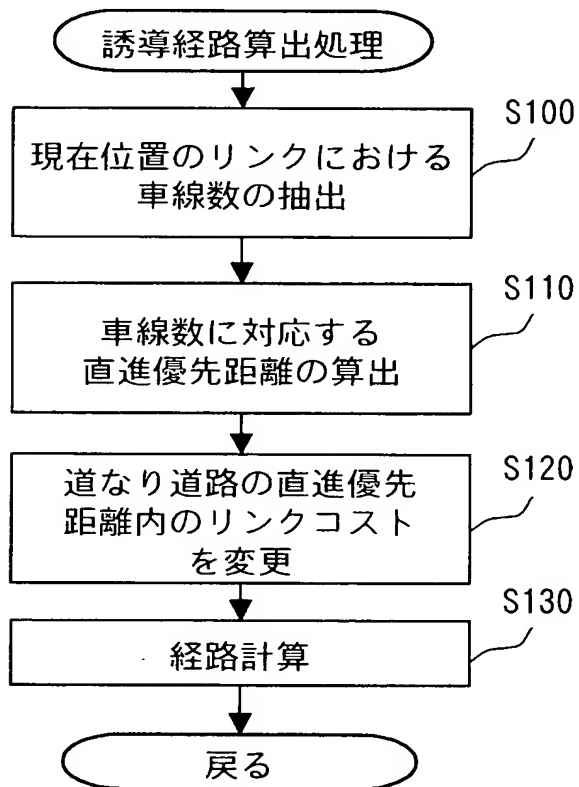 誘導経路算出処理
S100
現在位置のリンクにおける
車線数の抽出
S110
車線数に対応する
直進優先距離の算出
S120
道なり道路の直進優先
距離内のリンクコスト
を変更
S130
経路計算
戻る